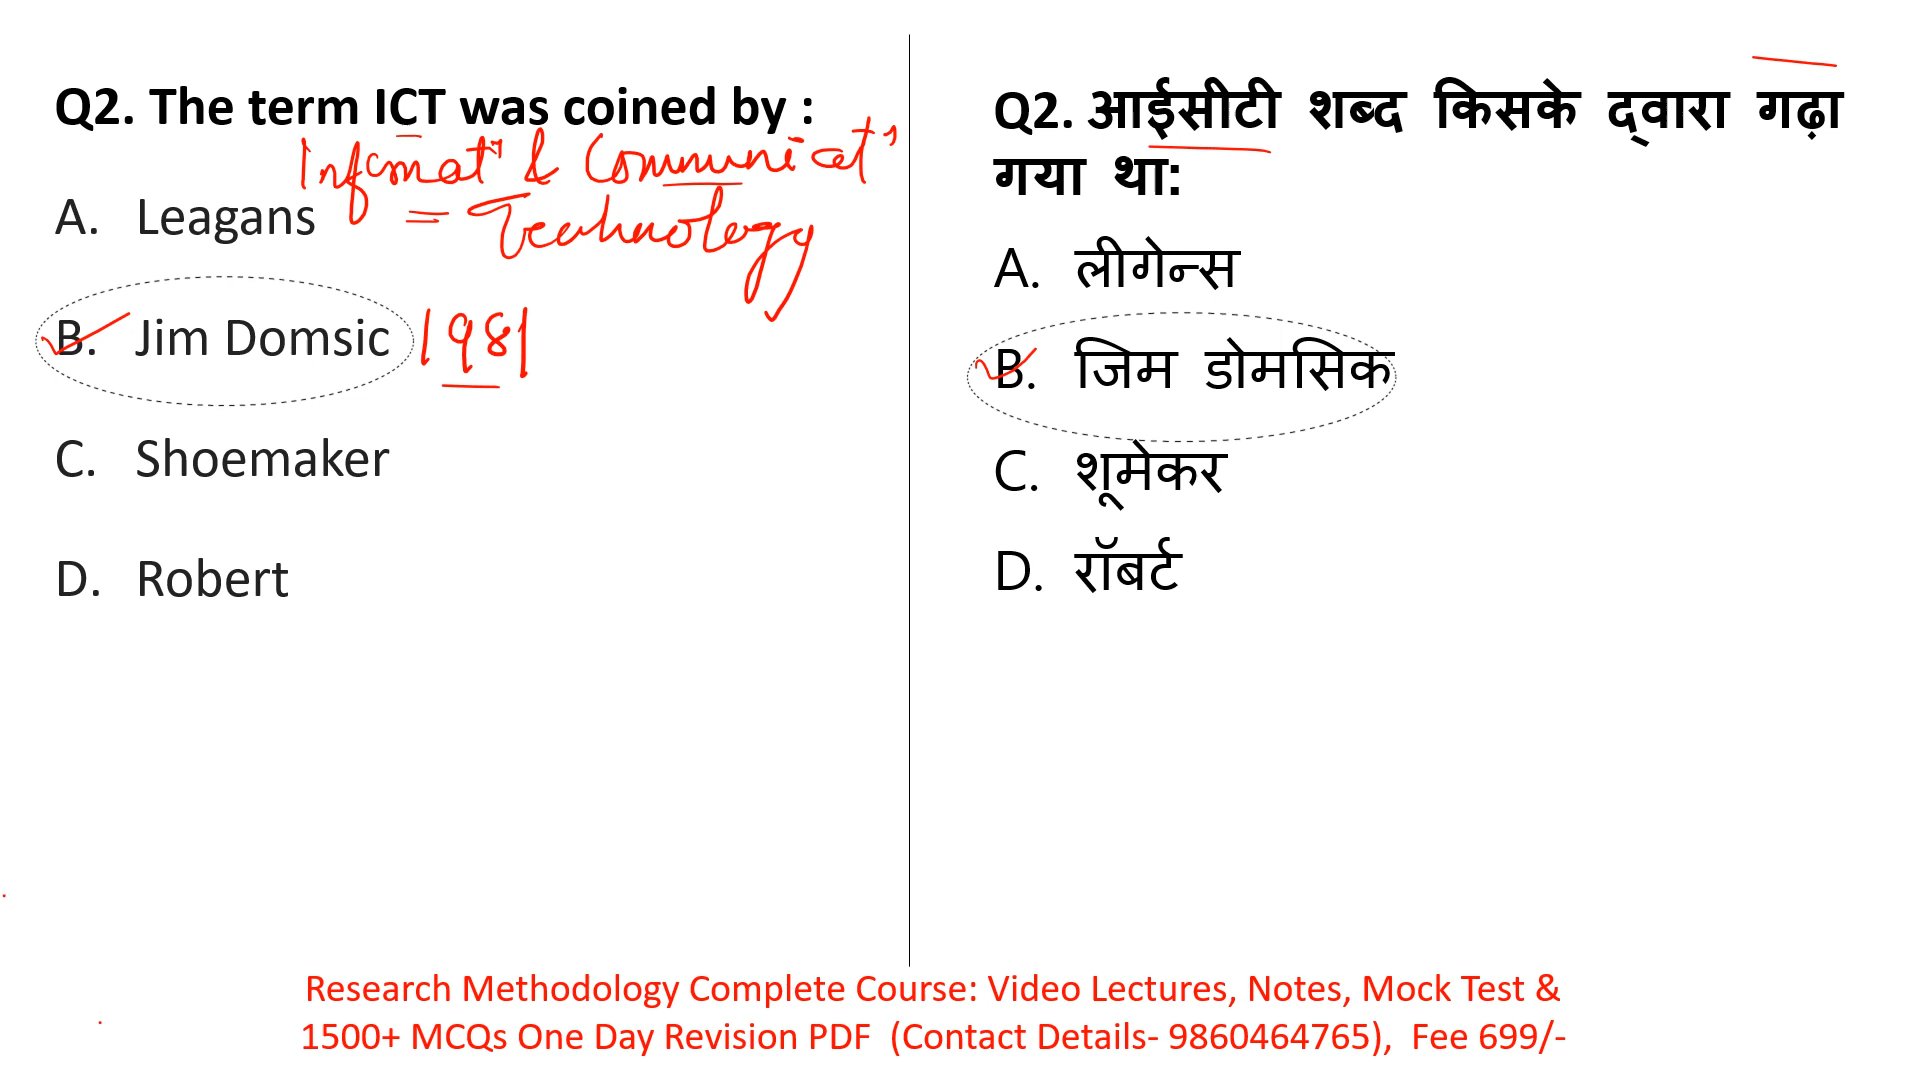 Q2. The term ICT was coined by :
Informatⁿ & Communicatⁿ
= Technology
A. Leagans
B. Jim Domsic 1981
C. Shoemaker
D. Robert
Q2. आईसीटी शब्द किसके द्वारा गढ़ा
गया था:
A. लीगेन्स
B. जिम डोमसिक
C. शूमेकर
D. रॉबर्ट
Research Methodology Complete Course: Video Lectures, Notes, Mock Test &
1500+ MCQs One Day Revision PDF (Contact Details- 9860464765), Fee 699/-